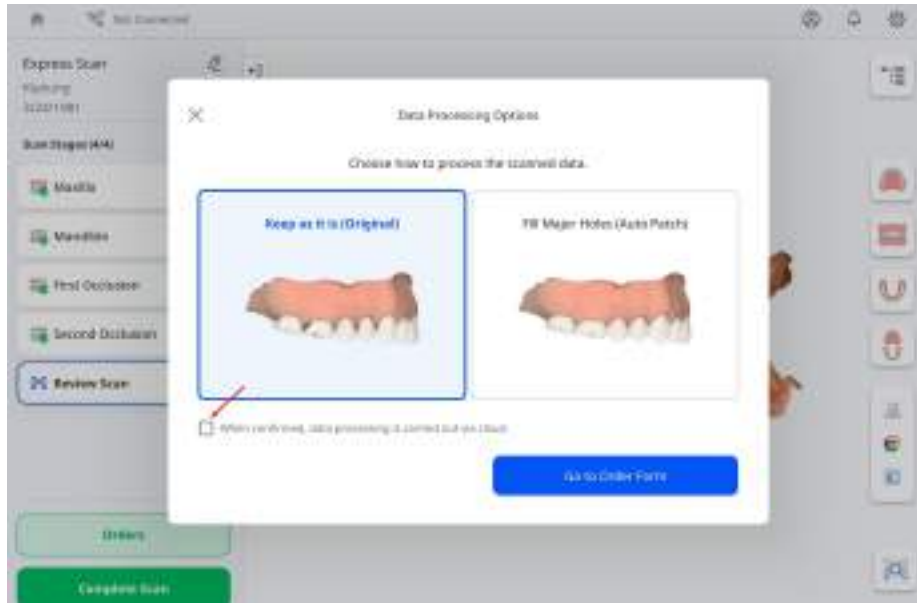 Not Connected
Express Scan
Scan Stages (4/4)
Maxilla
Mandible
First Occlusion
Second Occlusion
Review Scan
Orders
Complete Scan
Data Processing Options
Choose how to process the scanned data.
Keep as it is (Original)
Fill Major Holes (Auto Patch)
When confirmed, data processing is carried out via cloud.
Go to Order Form